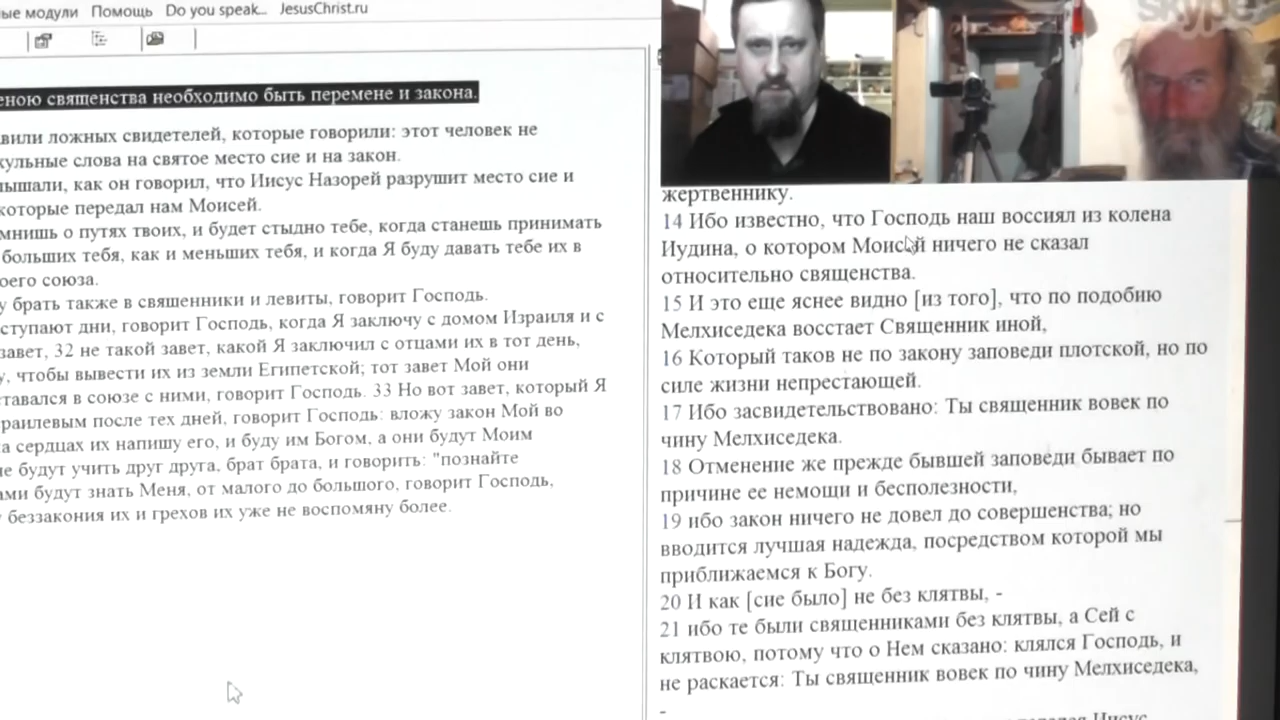 ые модули Помощь Do you speak... JesusChrist.ru
еною священства необходимо быть перемене и закона.
вили ложных свидетелей, которые говорили: этот человек не
хульные слова на святое место сие и на закон.
лышали, как он говорил, что Иисус Назорей разрушит место сие и
которые передал нам Моисей.
мнишь о путях твоих, и будет стыдно тебе, когда станешь принимать
больших тебя, как и меньших тебя, и когда Я буду давать тебе их в
оего союза.
у брать также в священники и левиты, говорит Господь.
ступают дни, говорит Господь, когда Я заключу с домом Израиля и с
завет, 32 не такой завет, какой Я заключил с отцами их в тот день,
у, чтобы вывести их из земли Египетской; тот завет Мой они
ставался в союзе с ними, говорит Господь. 33 Но вот завет, который Я
раилевым после тех дней, говорит Господь: вложу закон Мой во
а сердцах их напишу его, и буду им Богом, а они будут Моим
не будут учить друг друга, брат брата, и говорить: "познайте
ами будут знать Меня, от малого до большого, говорит Господь,
беззакония их и грехов их уже не воспомяну более.
skype
жертвеннику.
14 Ибо известно, что Господь наш воссиял из колена
Иудина, о котором Моисей ничего не сказал
относительно священства.
15 И это еще яснее видно [из того], что по подобию
Мелхиседека восстает Священник иной,
16 Который таков не по закону заповеди плотской, но по
силе жизни непрестающей.
17 Ибо засвидетельствовано: Ты священник вовек по
чину Мелхиседека.
18 Отменение же прежде бывшей заповеди бывает по
причине ее немощи и бесполезности,
19 ибо закон ничего не довел до совершенства; но
вводится лучшая надежда, посредством которой мы
приближаемся к Богу.
20 И как [сие было] не без клятвы, -
21 ибо те были священниками без клятвы, а Сей с
клятвою, потому что о Нем сказано: клялся Господь, и
не раскается: Ты священник вовек по чину Мелхиседека,
-